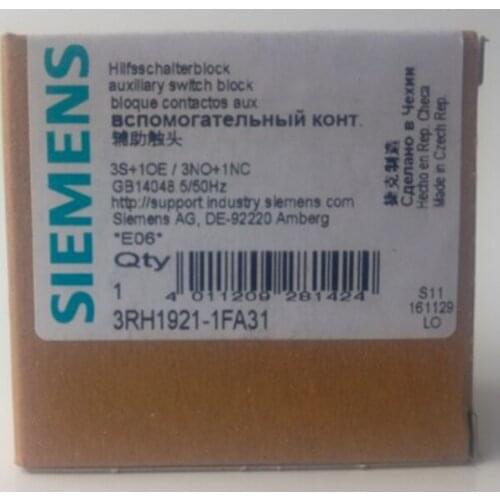 SIEMENS
Hilfsschalterblock
auxiliary switch block
bloque contactos aux
вспомогательный конт.
辅助触头
3S+1OE / 3NO+1NC
GB14048.5/50Hz
http://support.industry.siemens.com
Siemens AG, DE-92220 Amberg
*E06*
Qty
1
4 011209 281424
3RH1921-1FA31
捷克制造
Сделано в Чехии
Hecho en Rep. Checa
Made in Czech Rep.
S11
161129
LO